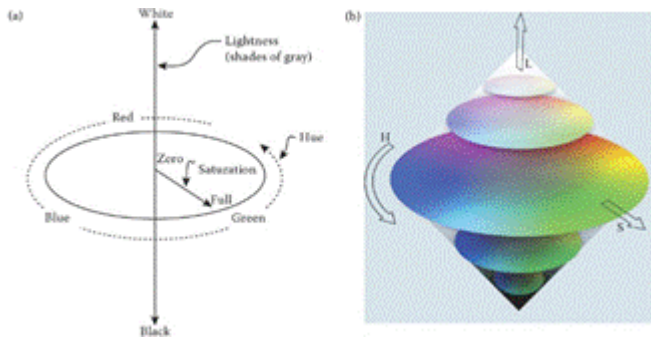 (a)
White
Lightness
(shades of gray)
Red
Hue
Zero
Saturation
Full
Blue
Green
Black
(b)
L
H
S